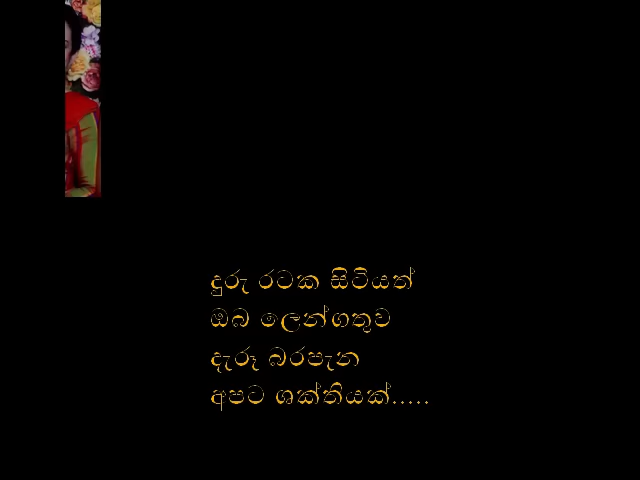 දුරු රටක සිටියත්
ඔබ ලෙන්ගතුව
දැරූ බරපැන
අපට ශක්තියක්.....